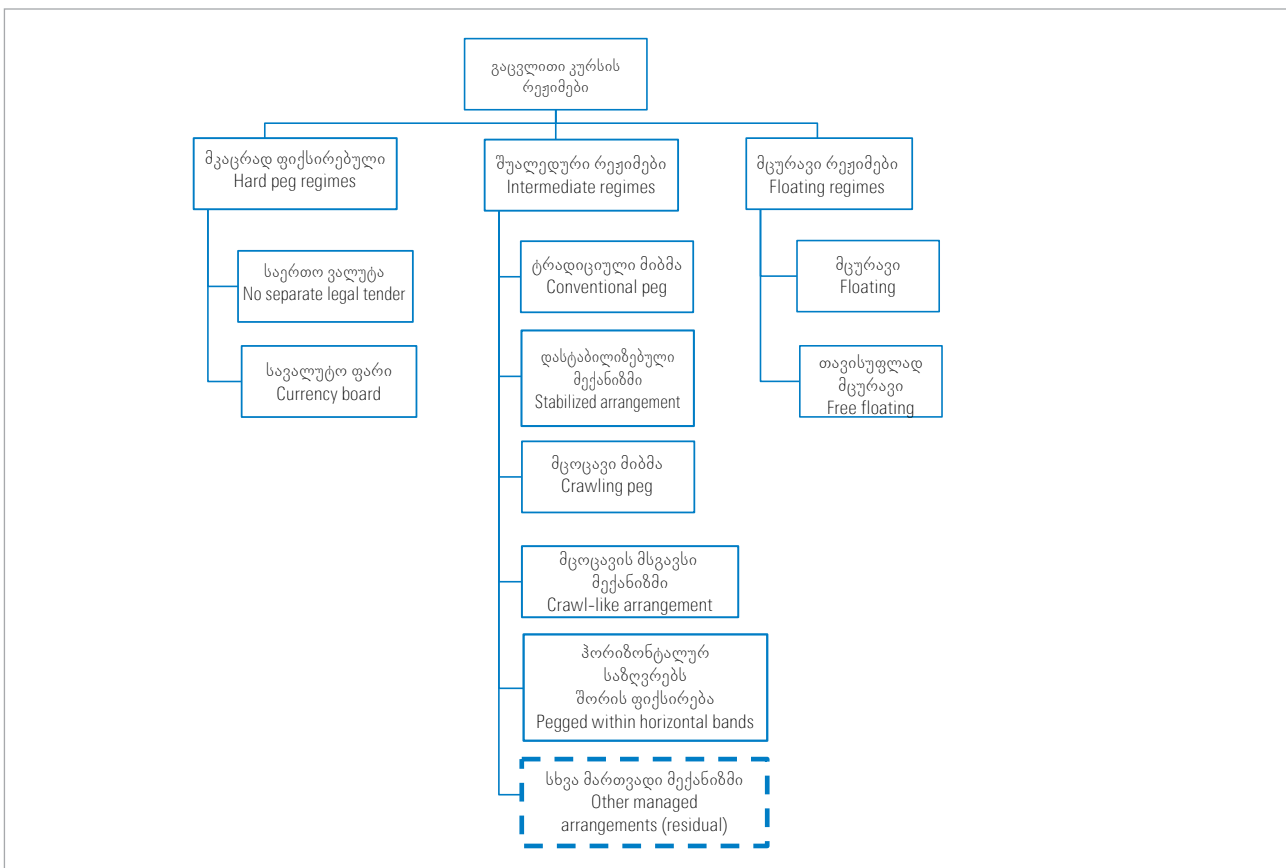 გაცვლითი კურსის
რეჟიმები
მკაცრად ფიქსირებული
Hard peg regimes
შუალედური რეჟიმები
Intermediate regimes
მცურავი რეჟიმები
Floating regimes
საერთო ვალუტა
No separate legal tender
სავალუტო ფარი
Currency board
ტრადიციული მიბმა
Conventional peg
დასტაბილიზებული
მექანიზმი
Stabilized arrangement
მცოცავი მიბმა
Crawling peg
მცოცავის მსგავსი
მექანიზმი
Crawl-like arrangement
ჰორიზონტალურ
საზღვრებს
შორის ფიქსირება
Pegged within horizontal bands
სხვა მართვადი მექანიზმი
Other managed
arrangements (residual)
მცურავი
Floating
თავისუფლად
მცურავი
Free floating